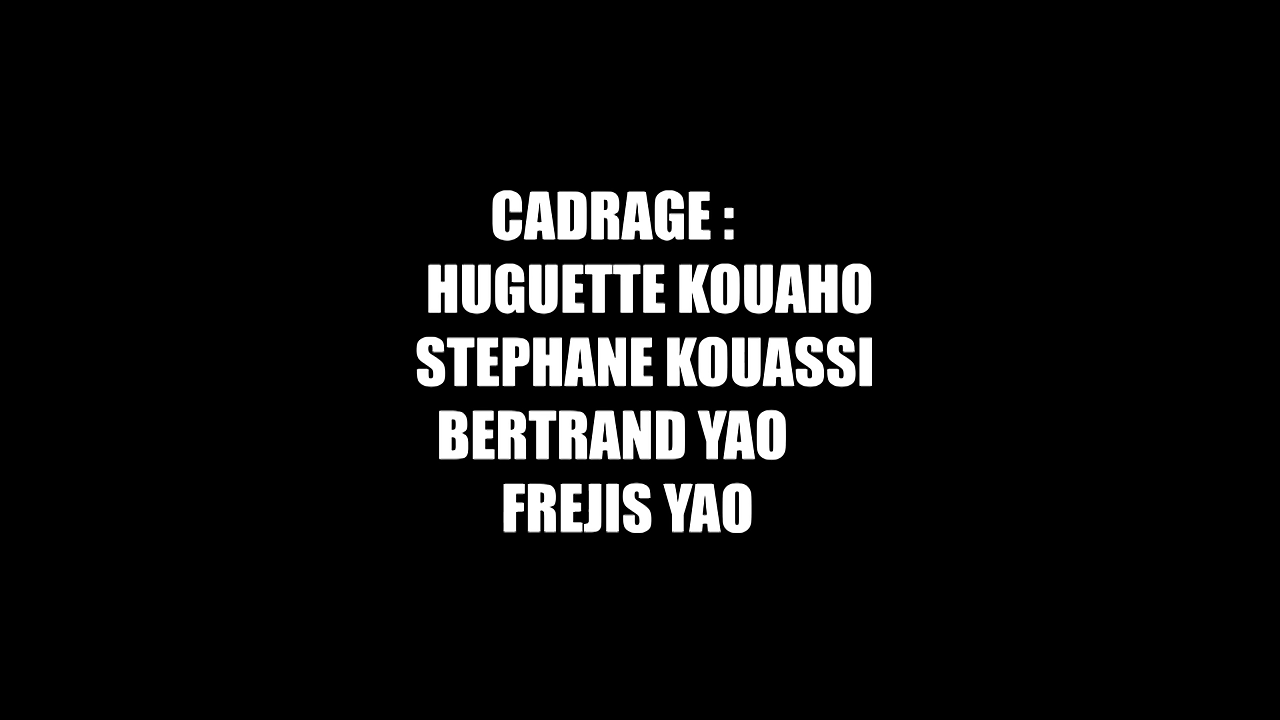 CADRAGE :
HUGUETTE KOUAHO
STEPHANE KOUASSI
BERTRAND YAO
FREJIS YAO